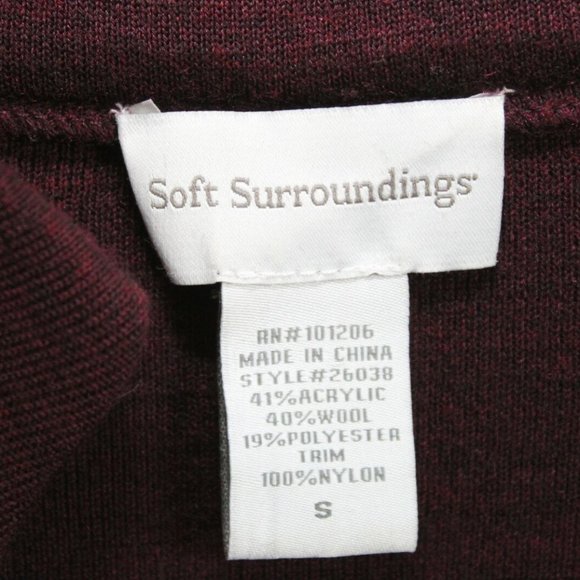 Soft Surroundings
RN#101206
MADE IN CHINA
STYLE#26038
41%ACRYLIC
40%WOOL
19%POLYESTER
TRIM
100%NYLON
S